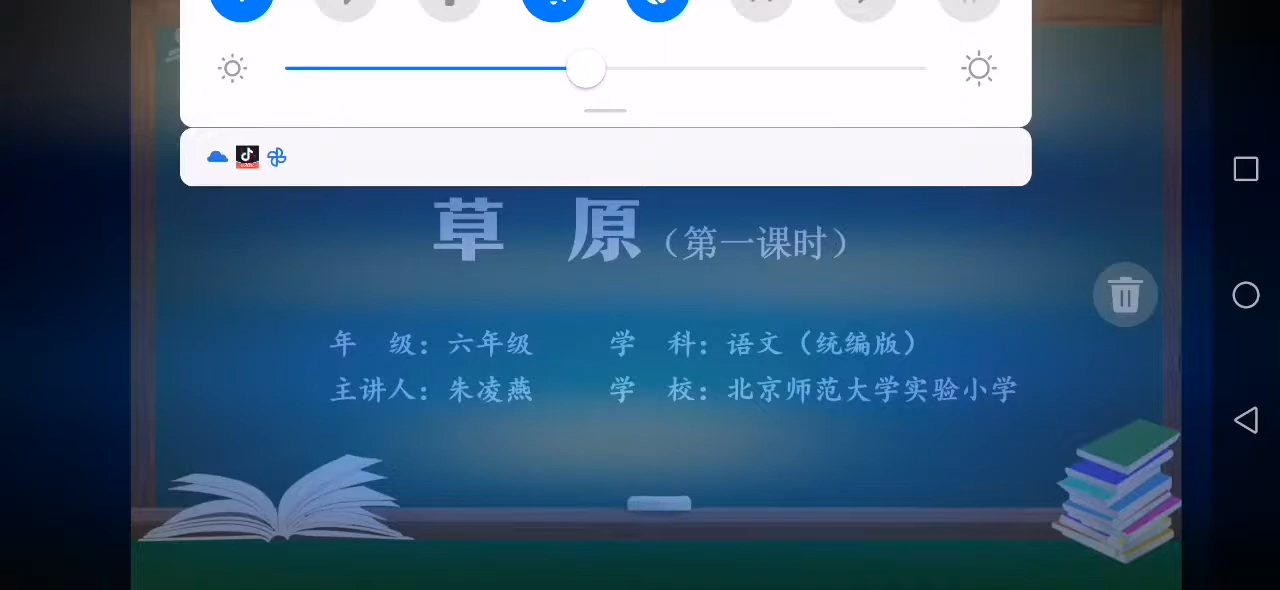 草 原（第一课时）
年 级：六年级 学 科：语文（统编版）
主讲人：朱凌燕 学 校：北京师范大学实验小学